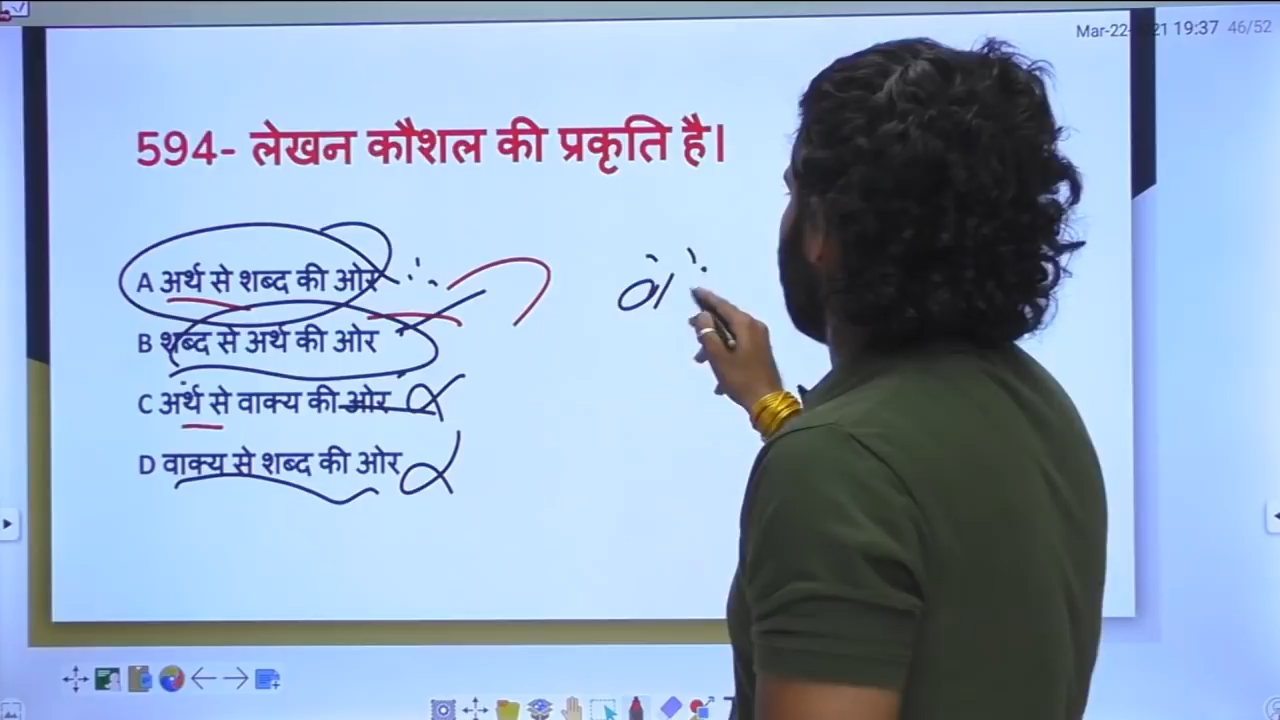 Mar-22- 21 19:37 46/52
594- लेखन कौशल की प्रकृति है।
A अर्थ से शब्द की ओर
B शब्द से अर्थ की ओर
C अर्थ से वाक्य की ओर
D वाक्य से शब्द की ओर